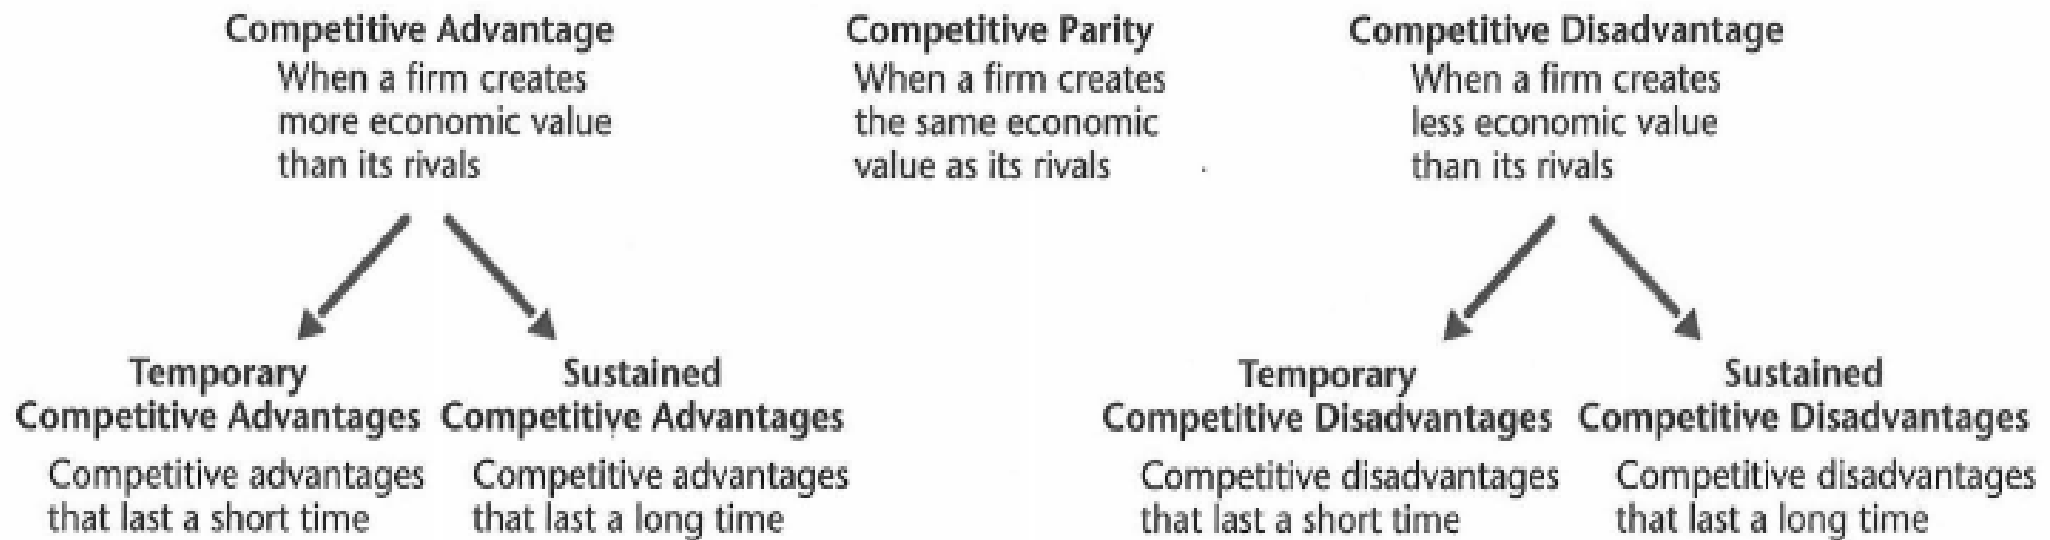 Competitive Advantage
When a firm creates
more economic value
than its rivals
Competitive Parity
When a firm creates
the same economic
value as its rivals
Competitive Disadvantage
When a firm creates
less economic value
than its rivals
Temporary
Competitive Advantages
Competitive advantages
that last a short time
Sustained
Competitive Advantages
Competitive advantages
that last a long time
Temporary
Competitive Disadvantages
Competitive disadvantages
that last a short time
Sustained
Competitive Disadvantages
Competitive disadvantages
that last a long time